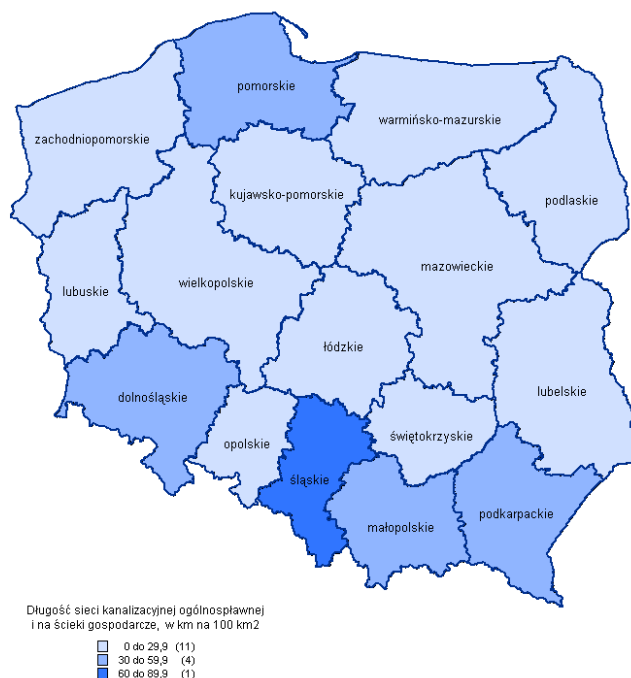 pomorskie
warmińsko-mazurskie
zachodniopomorskie
kujawsko-pomorskie
podlaskie
mazowieckie
wielkopolskie
lubuskie
łódzkie
dolnośląskie
lubelskie
opolskie
świętokrzyskie
śląskie
podkarpackie
małopolskie
Długość sieci kanalizacyjnej ogólnospławnej
i na ścieki gospodarcze, w km na 100 km2
0 do 29,9 (11)
30 do 59,9 (4)
60 do 89,9 (1)